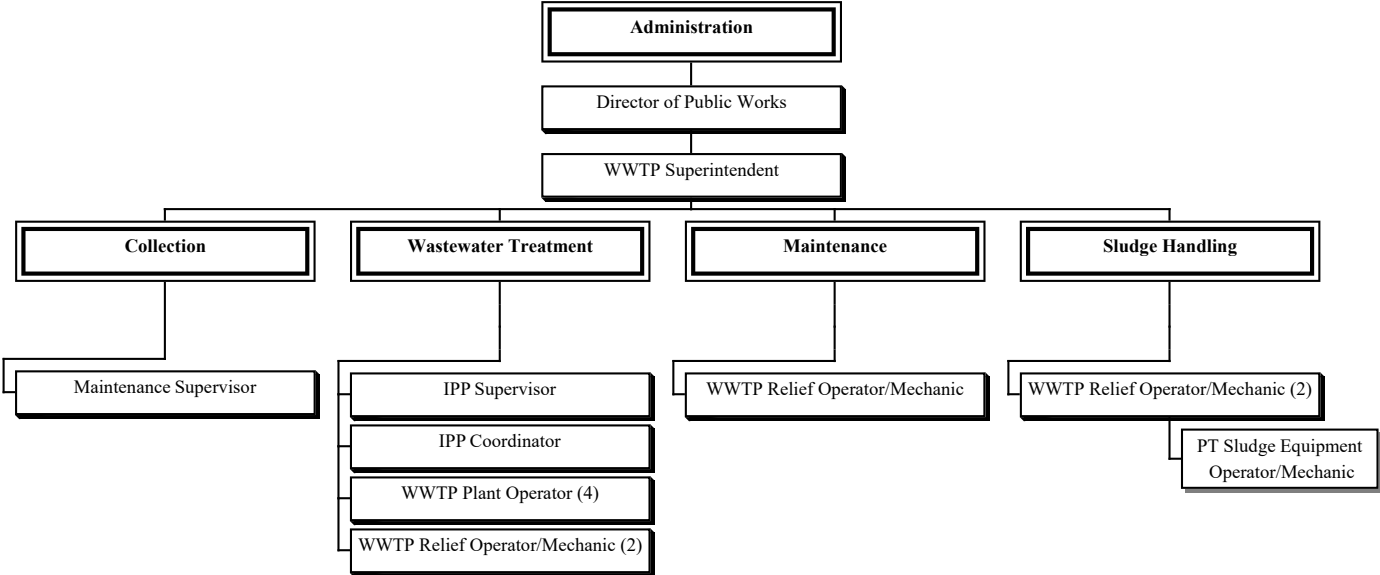 Administration
Director of Public Works
WWTP Superintendent
Collection
Wastewater Treatment
Maintenance
Sludge Handling
Maintenance Supervisor
IPP Supervisor
WWTP Relief Operator/Mechanic
WWTP Relief Operator/Mechanic (2)
IPP Coordinator
PT Sludge Equipment
Operator/Mechanic
WWTP Plant Operator (4)
WWTP Relief Operator/Mechanic (2)